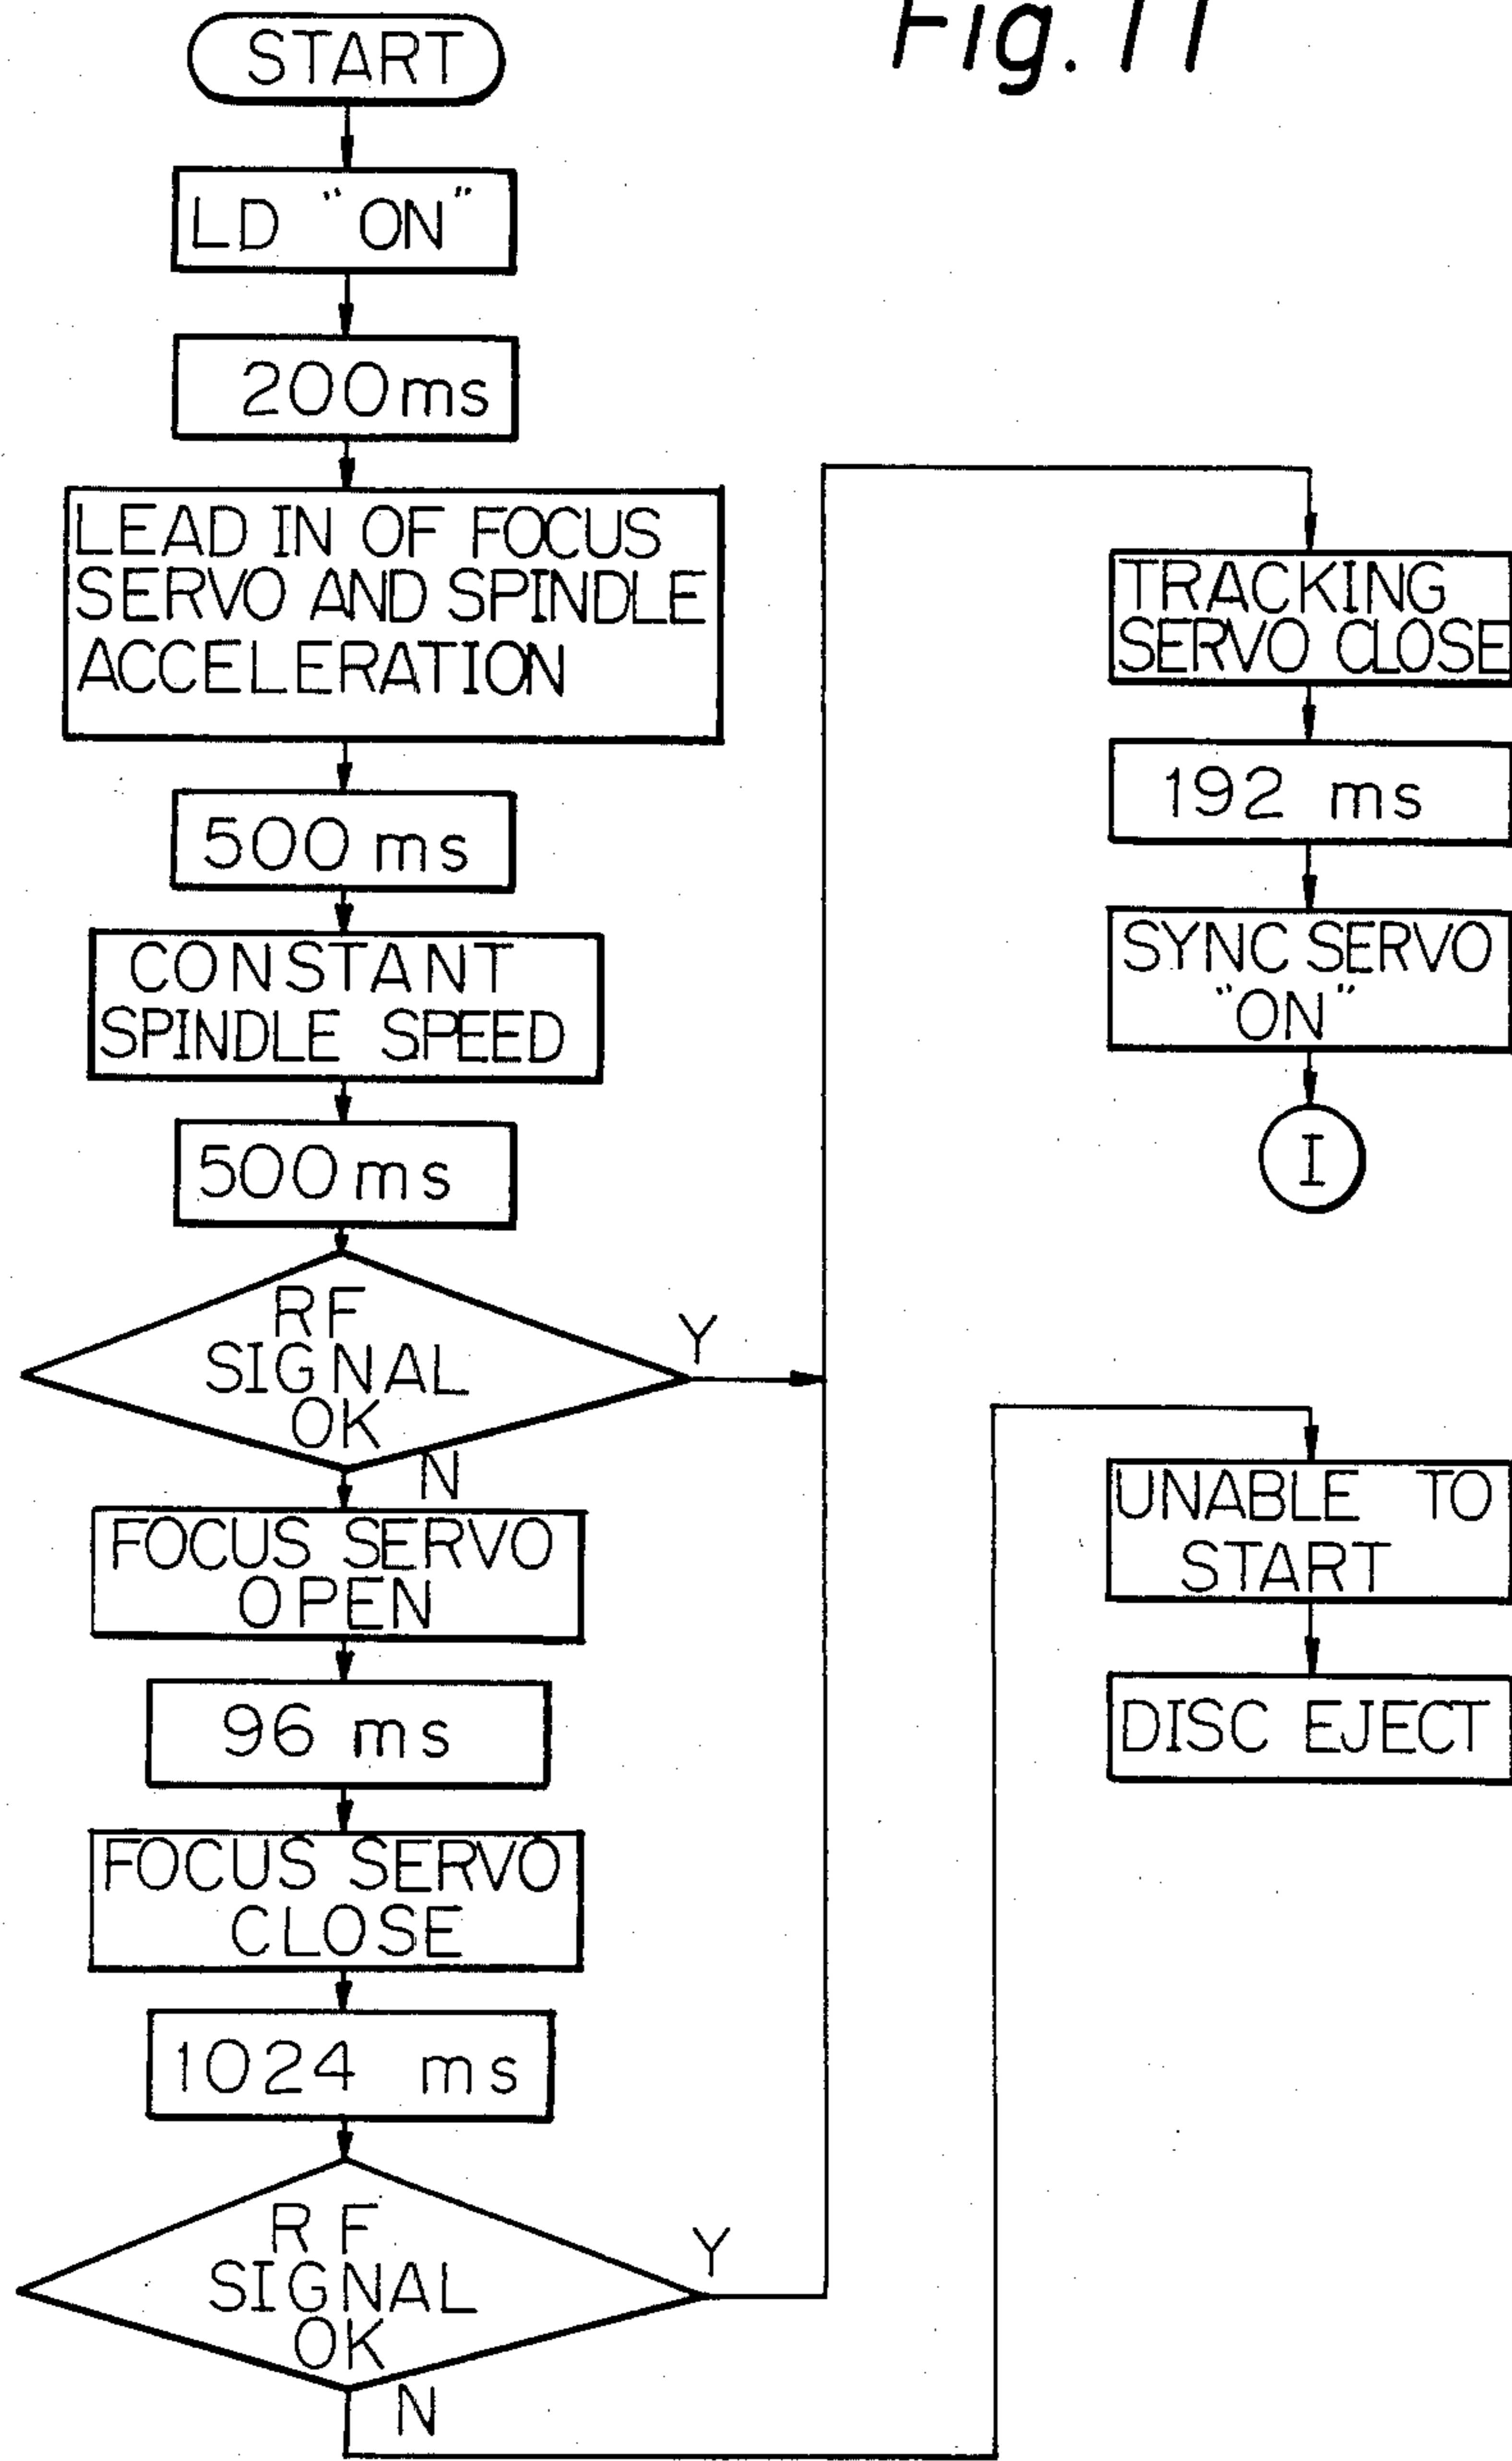 Fig. 11
START
LD "ON"
200ms
LEAD IN OF FOCUS
SERVO AND SPINDLE
ACCELERATION
500 ms
CONSTANT
SPINDLE SPEED
500ms
RF
SIGNAL
OK
Y
N
FOCUS SERVO
OPEN
96 ms
FOCUS SERVO
CLOSE
1024 ms
RF
SIGNAL
OK
Y
N
TRACKING
SERVO CLOSE
192 ms
SYNC SERVO
"ON"
I
UNABLE TO
START
DISC EJECT